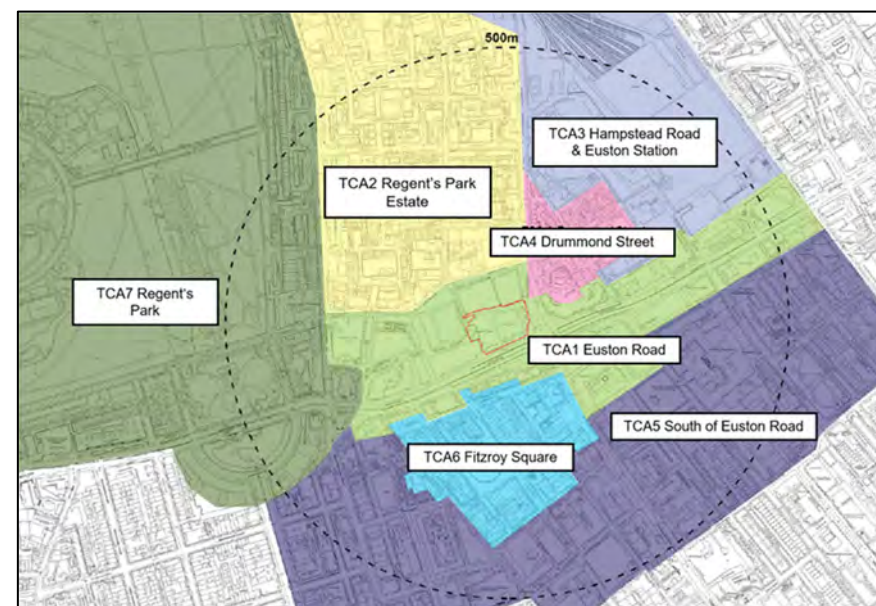 500m
TCA3 Hampstead Road
& Euston Station
TCA2 Regent's Park
Estate
TCA4 Drummond Street
TCA7 Regent's
Park
TCA1 Euston Road
TCA5 South of Euston Road
TCA6 Fitzroy Square